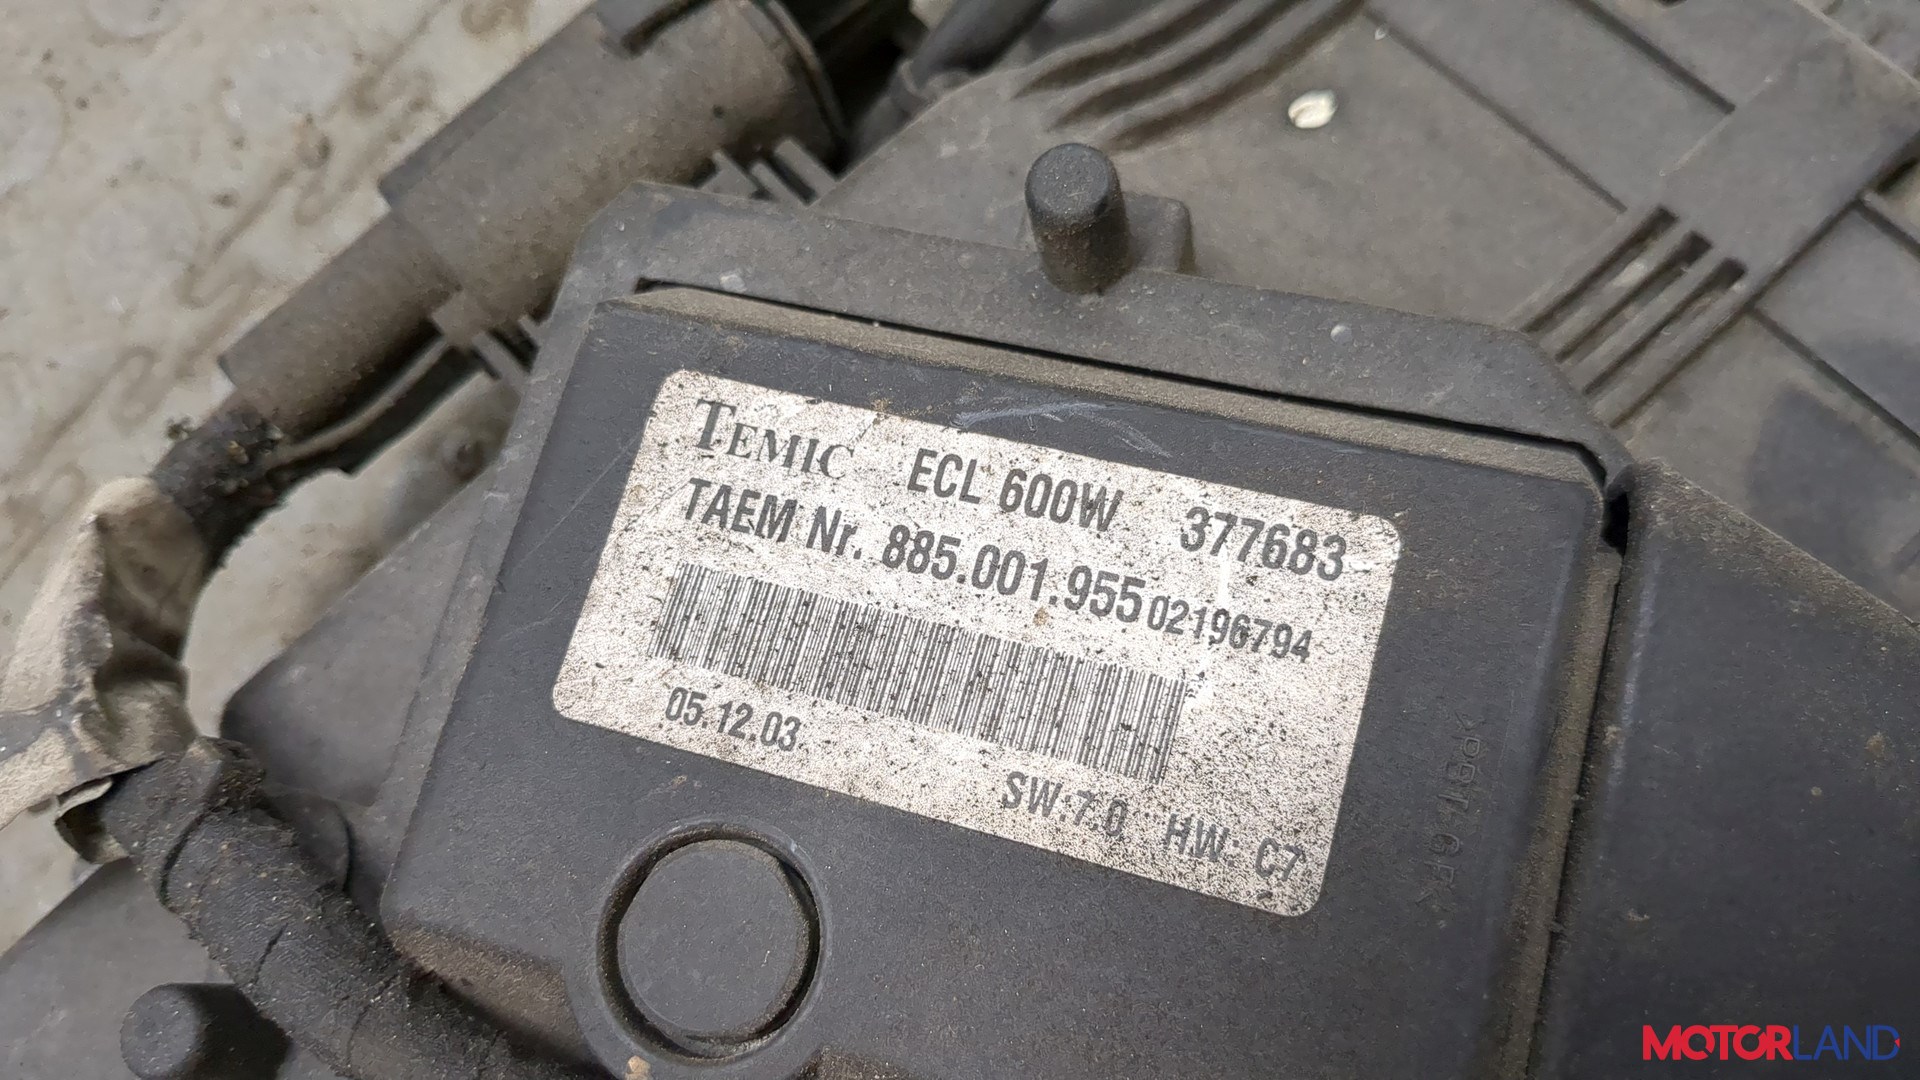 TEMIC ECL 600W 377683
TAEM Nr. 885.001.955 02196794
05.12.03
SW:7.0 HW: C7
MOTORLAND